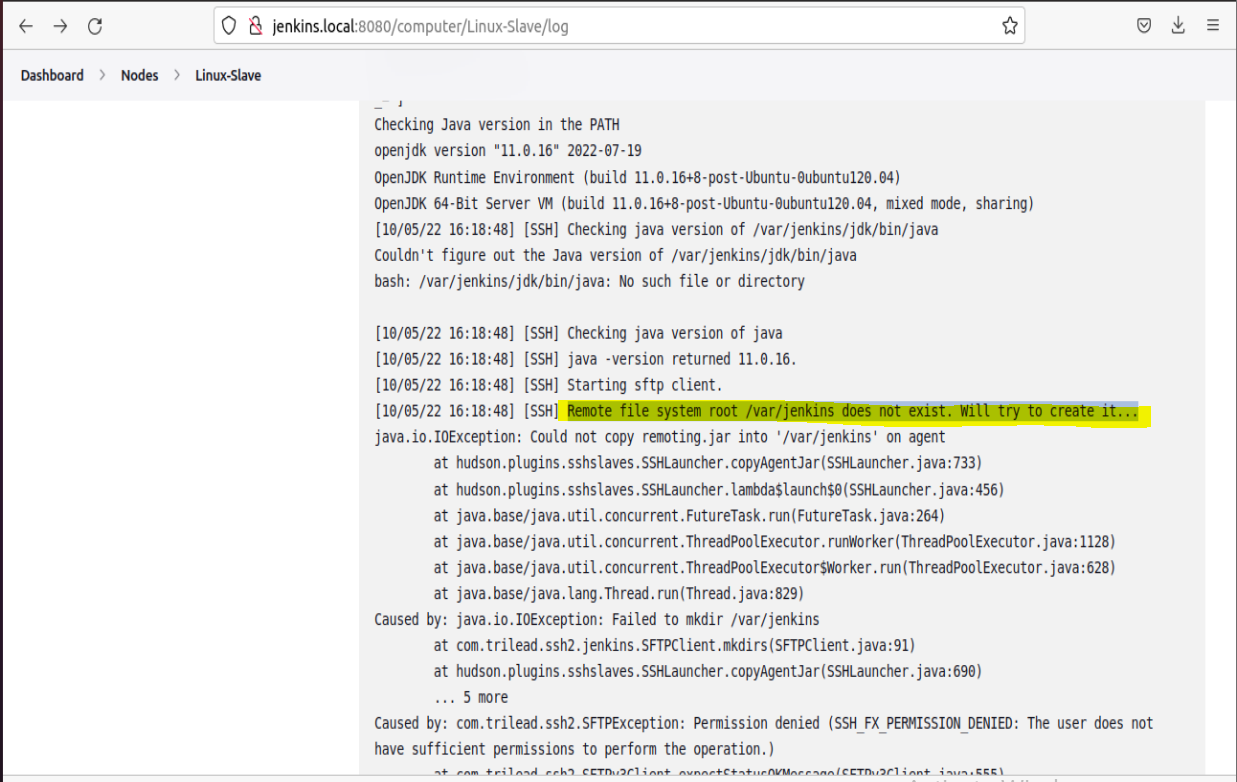 jenkins.local:8080/computer/Linux-Slave/log
Dashboard > Nodes > Linux-Slave
Checking Java version in the PATH
openjdk version "11.0.16" 2022-07-19
OpenJDK Runtime Environment (build 11.0.16+8-post-Ubuntu-0ubuntu120.04)
OpenJDK 64-Bit Server VM (build 11.0.16+8-post-Ubuntu-0ubuntu120.04, mixed mode, sharing)
[10/05/22 16:18:48] [SSH] Checking java version of /var/jenkins/jdk/bin/java
Couldn't figure out the Java version of /var/jenkins/jdk/bin/java
bash: /var/jenkins/jdk/bin/java: No such file or directory
[10/05/22 16:18:48] [SSH] Checking java version of java
[10/05/22 16:18:48] [SSH] java -version returned 11.0.16.
[10/05/22 16:18:48] [SSH] Starting sftp client.
[10/05/22 16:18:48] [SSH] Remote file system root /var/jenkins does not exist. Will try to create it...
java.io.IOException: Could not copy remoting.jar into '/var/jenkins' on agent
at hudson.plugins.sshslaves.SSHLauncher.copyAgentJar(SSHLauncher.java:733)
at hudson.plugins.sshslaves.SSHLauncher.lambda$launch$0(SSHLauncher.java:456)
at java.base/java.util.concurrent.FutureTask.run(FutureTask.java:264)
at java.base/java.util.concurrent.ThreadPoolExecutor.runWorker(ThreadPoolExecutor.java:1128)
at java.base/java.util.concurrent.ThreadPoolExecutor$Worker.run(ThreadPoolExecutor.java:628)
at java.base/java.lang.Thread.run(Thread.java:829)
Caused by: java.io.IOException: Failed to mkdir /var/jenkins
at com.trilead.ssh2.jenkins.SFTPClient.mkdirs(SFTPClient.java:91)
at hudson.plugins.sshslaves.SSHLauncher.copyAgentJar(SSHLauncher.java:690)
... 5 more
Caused by: com.trilead.ssh2.SFTPException: Permission denied (SSH_FX_PERMISSION_DENIED: The user does not
have sufficient permissions to perform the operation.)
at com.trilead.ssh2.SFTPv3Client.expectStatusOKMessage(SFTPv3Client.java:555)